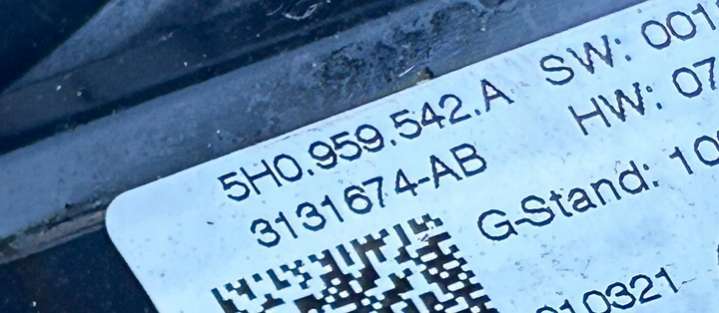 5H0.959.542.A SW: 001
3131674-AB HW: 07
G-Stand: 10
010321